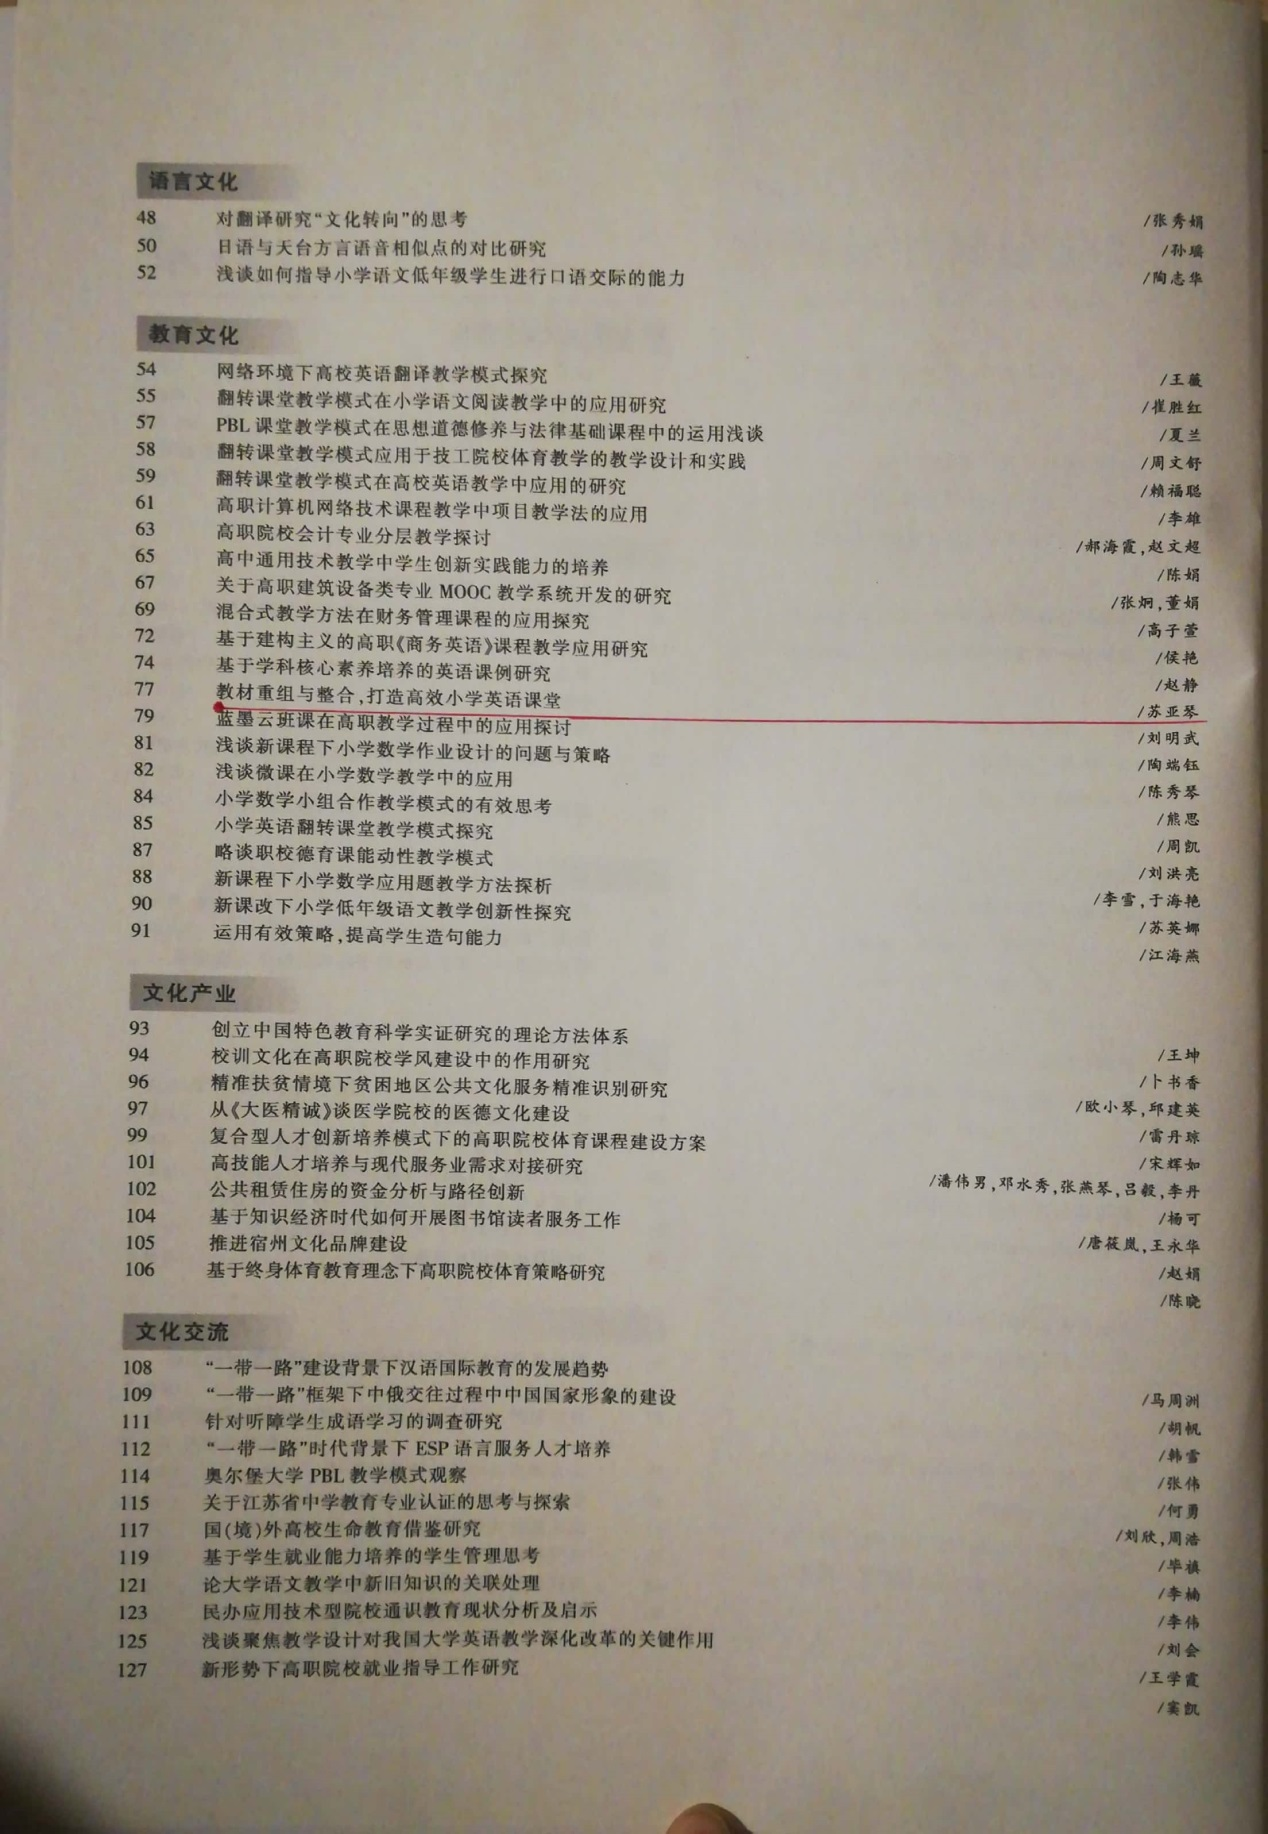 语言文化
48 对翻译研究“文化转向”的思考 /张秀娟
50 日语与天台方言语音相似点的对比研究 /孙瑶
52 浅谈如何指导小学语文低年级学生进行口语交际的能力 /陶志华
教育文化
54 网络环境下高校英语翻译教学模式探究 /王薇
55 翻转课堂教学模式在小学语文阅读教学中的应用研究 /崔胜红
57 PBL课堂教学模式在思想道德修养与法律基础课程中的运用浅谈 /夏兰
58 翻转课堂教学模式应用于技工院校体育教学的教学设计和实践 /周文舒
59 翻转课堂教学模式在高校英语教学中应用的研究 /赖福聪
61 高职计算机网络技术课程教学中项目教学法的应用 /李雄
63 高职院校会计专业分层教学探讨 /郝海霞,赵文超
65 高中通用技术教学中学生创新实践能力的培养 /陈娟
67 关于高职建筑设备类专业MOOC教学系统开发的研究 /张炯,董娟
69 混合式教学方法在财务管理课程的应用探究 /高子萱
72 基于建构主义的高职《商务英语》课程教学应用研究 /侯艳
74 基于学科核心素养培养的英语课例研究 /赵静
77 教材重组与整合,打造高效小学英语课堂 /苏亚琴
79 蓝墨云班课在高职教学过程中的应用探讨 /刘明武
81 浅谈新课程下小学数学作业设计的问题与策略 /陶端钰
82 浅谈微课在小学数学教学中的应用 /陈秀琴
84 小学数学小组合作教学模式的有效思考 /熊思
85 小学英语翻转课堂教学模式探究 /周凯
87 略谈职校德育课能动性教学模式 /刘洪亮
88 新课程下小学数学应用题教学方法探析 /李雪,于海艳
90 新课改下小学低年级语文教学创新性探究 /苏英娜
91 运用有效策略,提高学生造句能力 /江海燕
文化产业
93 创立中国特色教育科学实证研究的理论方法体系 /王坤
94 校训文化在高职院校学风建设中的作用研究 /卜书香
96 精准扶贫情境下贫困地区公共文化服务精准识别研究 /欧小琴,邱建英
97 从《大医精诚》谈医学院校的医德文化建设 /雷丹琼
99 复合型人才创新培养模式下的高职院校体育课程建设方案 /宋辉如
101 高技能人才培养与现代服务业需求对接研究 /潘伟男,邓水秀,张燕琴,吕毅,李丹
102 公共租赁住房的资金分析与路径创新 /杨可
104 基于知识经济时代如何开展图书馆读者服务工作 /唐筱岚,王永华
105 推进宿州文化品牌建设 /赵娟
106 基于终身体育教育理念下高职院校体育策略研究 /陈晓
文化交流
108 “一带一路”建设背景下汉语国际教育的发展趋势 /马周洲
109 “一带一路”框架下中俄交往过程中中国国家形象的建设 /胡帆
111 针对听障学生成语学习的调查研究 /韩雪
112 “一带一路”时代背景下ESP语言服务人才培养 /张伟
114 奥尔堡大学PBL教学模式观察 /何勇
115 关于江苏省中学教育专业认证的思考与探索 /刘欣,周浩
117 国(境)外高校生命教育借鉴研究 /毕祯
119 基于学生就业能力培养的学生管理思考 /李楠
121 论大学语文教学中新旧知识的关联处理 /李伟
123 民办应用技术型院校通识教育现状分析及启示 /刘会
125 浅谈聚焦教学设计对我国大学英语教学深化改革的关键作用 /王学霞
127 新形势下高职院校就业指导工作研究 /窦凯